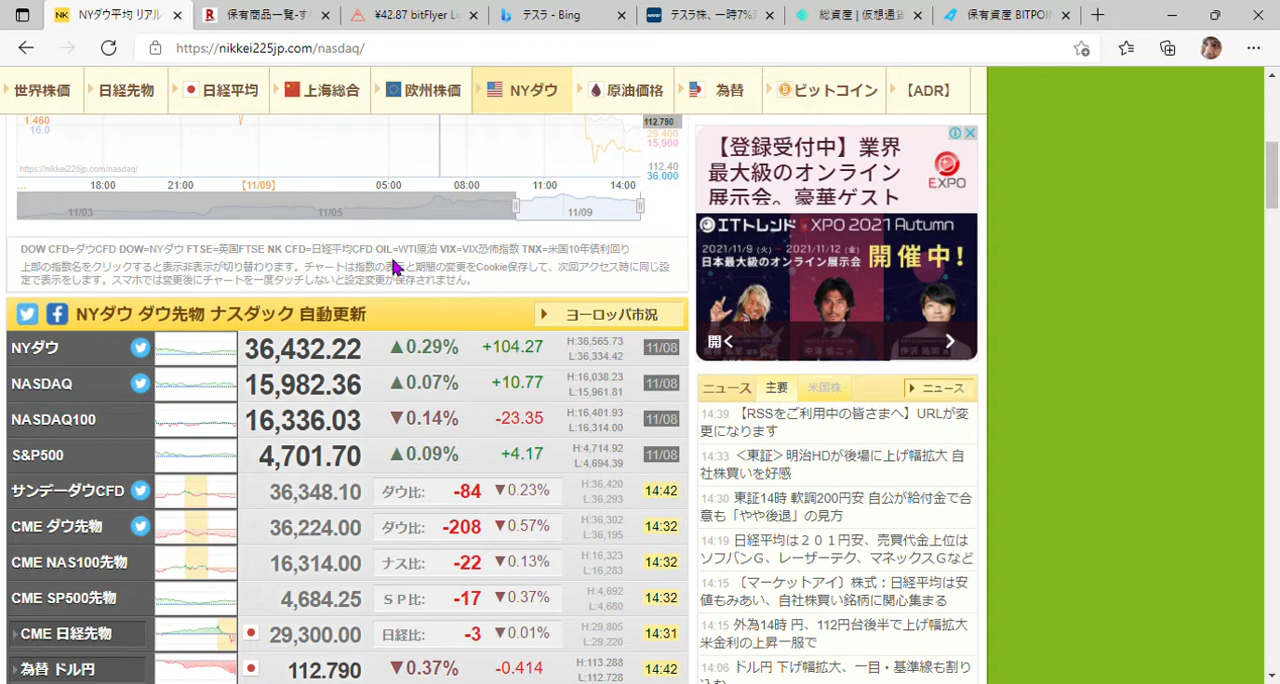 NYダウ平均 リアル
保有商品一覧-す
¥42.87 bitFlyer Li
テスラ - Bing
テスラ株、一時7%
総資産 | 仮想通貨
保有資産 BITPOI
https://nikkei225jp.com/nasdaq/
世界株価 日経先物 日経平均 上海総合 欧州株価 NYダウ 原油価格 為替 ビットコイン 【ADR】
1.460
16.0
112.790
29,400
15,900
112.40
36,000
https://nikkei225jp.com/nasdaq/
... 18:00 21:00 【11/09】 05:00 08:00 11:00 14:00
11/03 11/05 11/09
DOW CFD=ダウCFD DOW=NYダウ FTSE=英国FTSE NK CFD=日経平均CFD OIL=WTI原油 VIX=VIX恐怖指数 TNX=米国10年債利回り
上部の指数名をクリックすると表示非表示が切り替わります。チャートは指数の表示と期間の変更をCookie保存して、次回アクセス時に同じ設
定で表示をします。スマホでは変更後にチャートを一度タッチしないと設定変更が保存されません。
NYダウ ダウ先物 ナスダック 自動更新 ヨーロッパ市況
NYダウ 36,432.22 ▲0.29% +104.27 H:36,565.73 L:36,334.42 11/08
NASDAQ 15,982.36 ▲0.07% +10.77 H:16,038.23 L:15,961.81 11/08
NASDAQ100 16,336.03 ▼0.14% -23.35 H:16,401.93 L:16,314.00 11/08
S&P500 4,701.70 ▲0.09% +4.17 H:4,714.92 L:4,694.39 11/08
サンデーダウCFD 36,348.10 ダウ比: -84 ▼0.23% H:36,420 L:36,293 14:42
CME ダウ先物 36,224.00 ダウ比: -208 ▼0.57% H:36,302 L:36,195 14:32
CME NAS100先物 16,314.00 ナス比: -22 ▼0.13% H:16,323 L:16,283 14:32
CME SP500先物 4,684.25 ＳＰ比: -17 ▼0.37% H:4,692 L:4,680 14:32
CME 日経先物 29,300.00 日経比: -3 ▼0.01% H:29,805 L:29,220 14:31
為替 ドル円 112.790 ▼0.37% -0.414 H:113.288 L:112.728 14:42
【登録受付中】業界
最大級のオンライン
展示会。豪華ゲスト
EXPO
ITトレンド EXPO 2021 Autumn
2021/11/9 (火) ～ 2021/11/12 (金)
日本最大級のオンライン展示会 開催中!
開く
ニュース 主要 米国株 ニュース
14:39 【RSSをご利用中の皆さまへ】URLが変
更になります
14:33 ＜東証＞明治HDが後場に上げ幅拡大 自
社株買いを好感
14:30 東証14時 軟調200円安 自公が給付金で合
意も「やや後退」の見方
14:19 日経平均は２０１円安、売買代金上位は
ソフバンＧ、レーザーテク、マネックスＧなど
14:15 〔マーケットアイ〕株式：日経平均は安
値もみあい、自社株買い銘柄に関心集まる
14:15 外為14時 円、112円台後半で上げ幅拡大
米金利の上昇一服で
14:06 ドル円 下げ幅拡大、一目・基準線も割り
込む